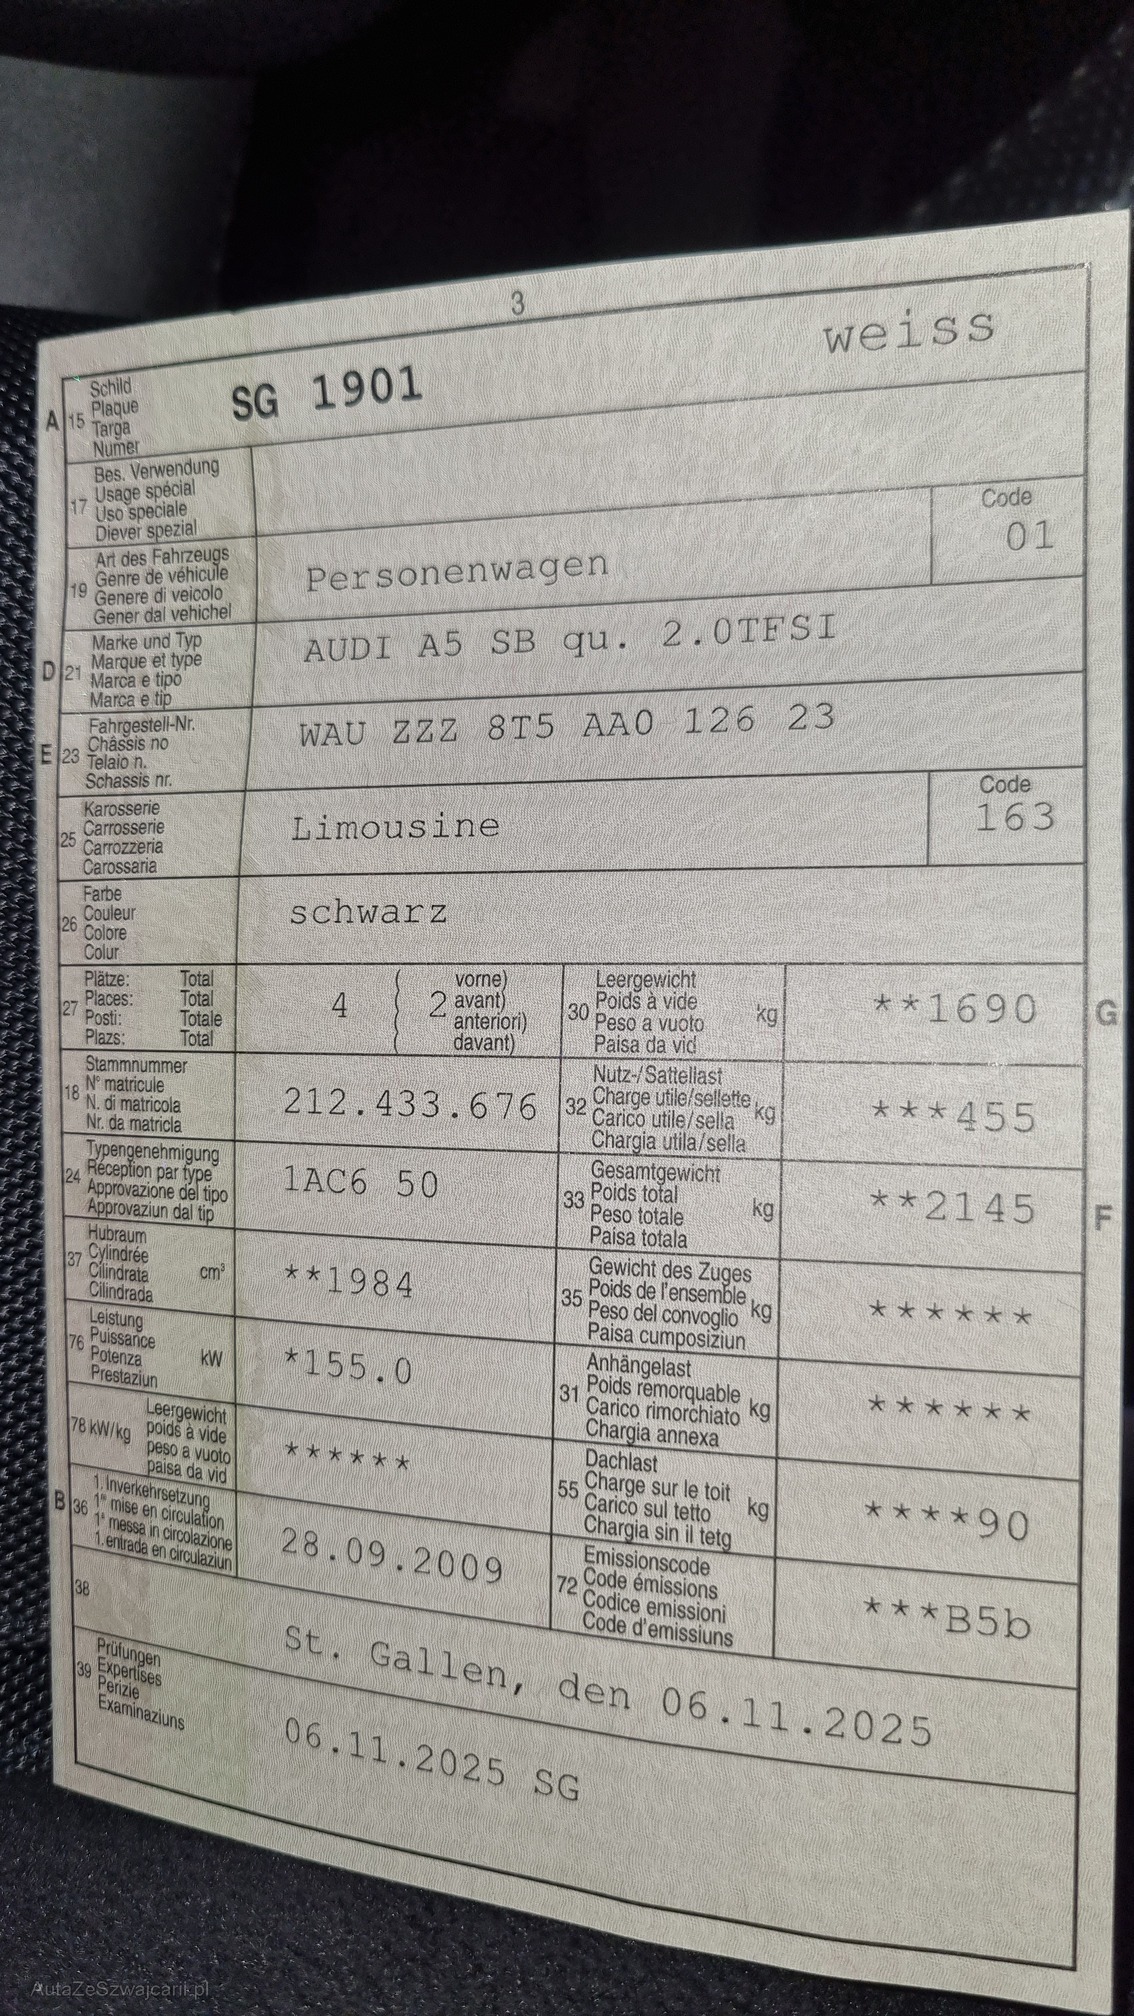 3
A 15 Schild SG 1901 weiss
Plaque
Targa
Numer
17 Bes. Verwendung
Usage spécial
Uso speciale
Diever spezial
19 Art des Fahrzeugs Personenwagen Code
Genre de véhicule 01
Genere di veicolo
Gener dal vehichel
D 21 Marke und Typ AUDI A5 SB qu. 2.0TFSI
Marque et type
Marca e tipo
Marca e tip
E 23 Fahrgestell-Nr. WAU ZZZ 8T5 AA0 126 23
Châssis no
Telaio n.
Schassis nr.
25 Karosserie Limousine Code
Carrosserie 163
Carrozzeria
Carossaria
26 Farbe schwarz
Couleur
Colore
Colur
27 Plätze: Total 4 ( 2 vorne)
Places: Total avant)
Posti: Totale anteriori)
Plazs: Total davant)
30 Leergewicht kg **1690 G
Poids à vide
Peso a vuoto
Paisa da vid
18 Stammnummer 212.433.676
N° matricule
N. di matricola
Nr. da matricla
32 Nutz-/Sattellast kg ***455
Charge utile/sellette
Carico utile/sella
Chargia utila/sella
24 Typengenehmigung 1AC6 50
Réception par type
Approvazione del tipo
Approvaziun dal tip
33 Gesamtgewicht kg **2145 F
Poids total
Peso totale
Paisa totala
37 Hubraum cm³ **1984
Cylindrée
Cilindrata
Cilindrada
35 Gewicht des Zuges kg ******
Poids de l'ensemble
Peso del convoglio
Paisa cumposiziun
76 Leistung kW *155.0
Puissance
Potenza
Prestaziun
31 Anhängelast kg ******
Poids remorquable
Carico rimorchiato
Chargia annexa
78 kW/kg Leergewicht ******
poids à vide
peso a vuoto
paisa da vid
55 Dachlast kg ****90
Charge sur le toit
Carico sul tetto
Chargia sin il tetg
B 36 1. Inverkehrsetzung 28.09.2009
1re mise en circulation
1a messa in circolazione
1. entrada en circulaziun
72 Emissionscode ***B5b
Code émissions
Codice emissioni
Code d'emissiuns
38 St. Gallen, den 06.11.2025
39 Prüfungen 06.11.2025 SG
Expertises
Perizie
Examinaziuns
AutaZeSzwajcarii.pl